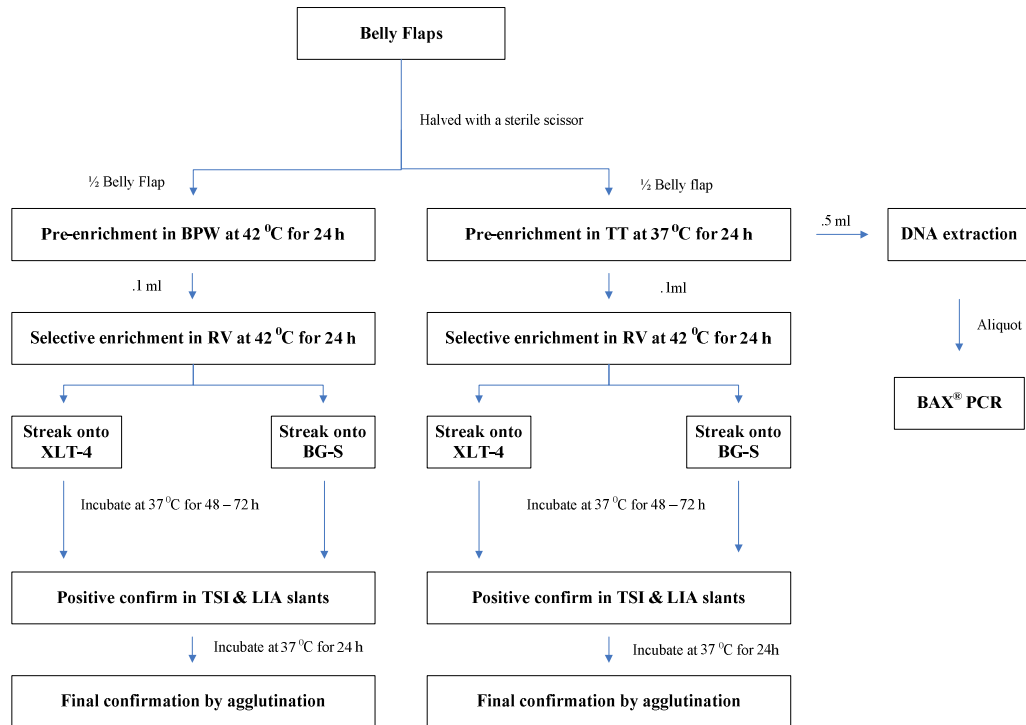 Belly Flaps
Halved with a sterile scissor
½ Belly Flap
½ Belly flap
Pre-enrichment in BPW at 42 ⁰C for 24 h
Pre-enrichment in TT at 37 ⁰C for 24 h
.5 ml
DNA extraction
.1 ml
.1ml
Aliquot
Selective enrichment in RV at 42 ⁰C for 24 h
Selective enrichment in RV at 42 ⁰C for 24 h
BAX® PCR
Streak onto
XLT-4
Streak onto
BG-S
Streak onto
XLT-4
Streak onto
BG-S
Incubate at 37 ⁰C for 48 – 72 h
Incubate at 37 ⁰C for 48 – 72 h
Positive confirm in TSI & LIA slants
Positive confirm in TSI & LIA slants
Incubate at 37 ⁰C for 24 h
Incubate at 37 ⁰C for 24h
Final confirmation by agglutination
Final confirmation by agglutination